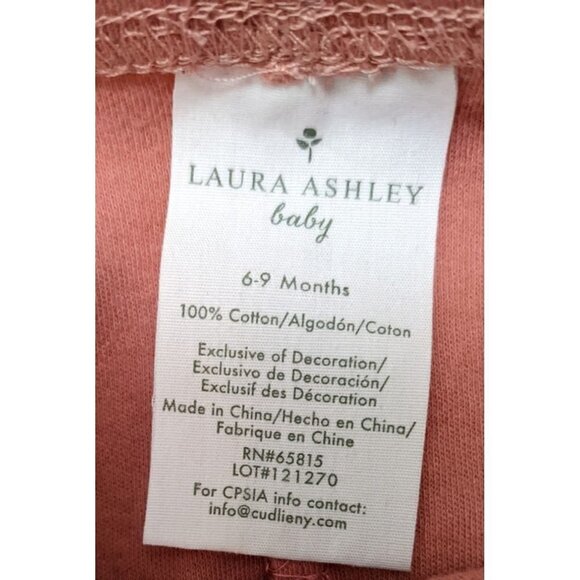 LAURA ASHLEY
baby
6-9 Months
100% Cotton/Algodón/Coton
Exclusive of Decoration/
Exclusivo de Decoración/
Exclusif des Décoration
Made in China/Hecho en China/
Fabrique en Chine
RN#65815
LOT#121270
For CPSIA info contact:
info@cudlieny.com